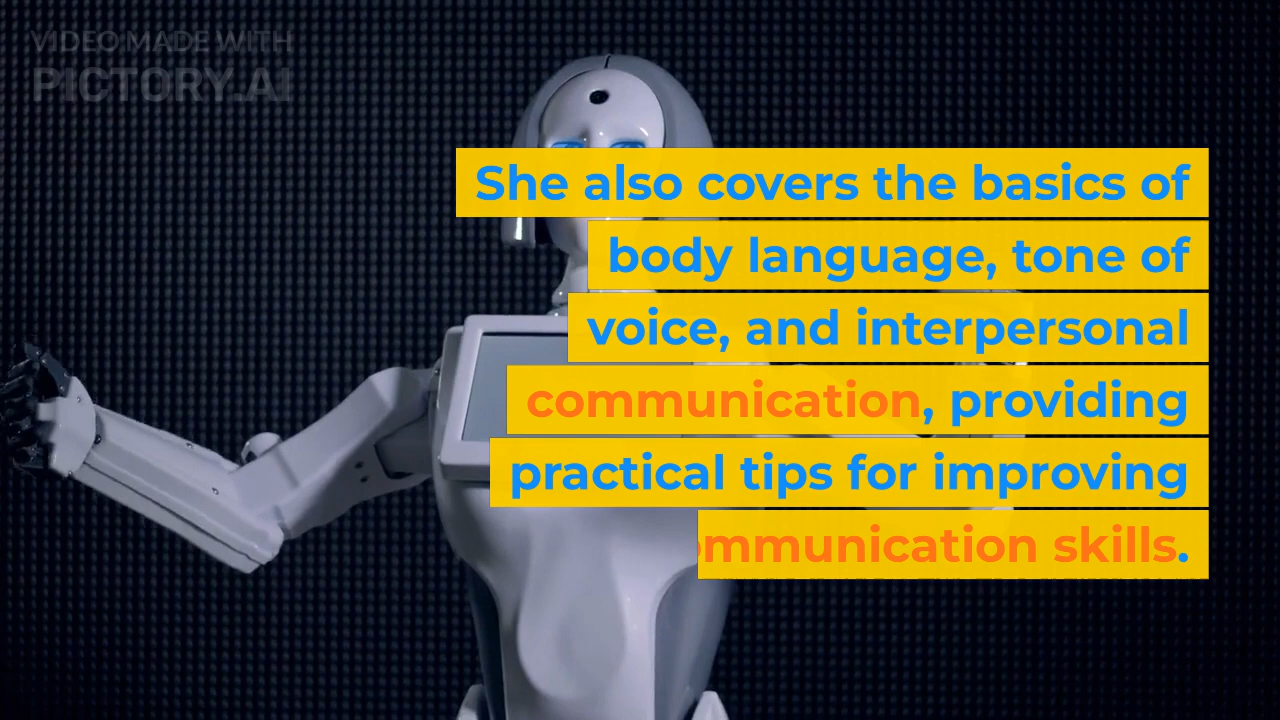 VIDEO MADE WITH
PICTORY.AI
She also covers the basics of
body language, tone of
voice, and interpersonal
communication, providing
practical tips for improving
ommunication skills.